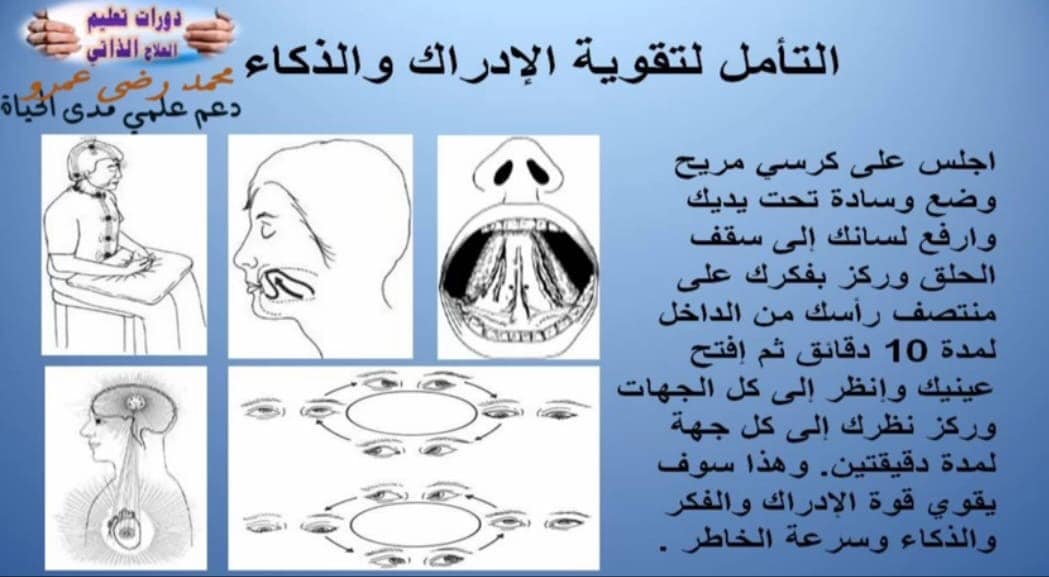 دورات تعليم
العلاج الذاتي
محمد رضى عمرو
دعم علمي مدى الحياة
التأمل لتقوية الإدراك والذكاء
اجلس على كرسي مريح
وضع وسادة تحت يديك
وارفع لسانك إلى سقف
الحلق وركز بفكرك على
منتصف رأسك من الداخل
لمدة 10 دقائق ثم إفتح
عينيك وإنظر إلى كل الجهات
وركز نظرك إلى كل جهة
لمدة دقيقتين. وهذا سوف
يقوي قوة الإدراك والفكر
والذكاء وسرعة الخاطر .